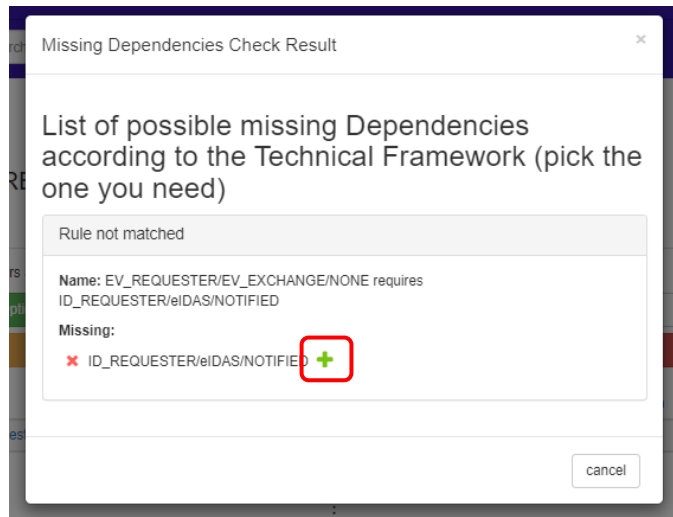 Missing Dependencies Check Result
×
List of possible missing Dependencies
according to the Technical Framework (pick the
one you need)
Rule not matched
Name: EV_REQUESTER/EV_EXCHANGE/NONE requires
ID_REQUESTER/eIDAS/NOTIFIED
Missing:
ID_REQUESTER/eIDAS/NOTIFIED
cancel